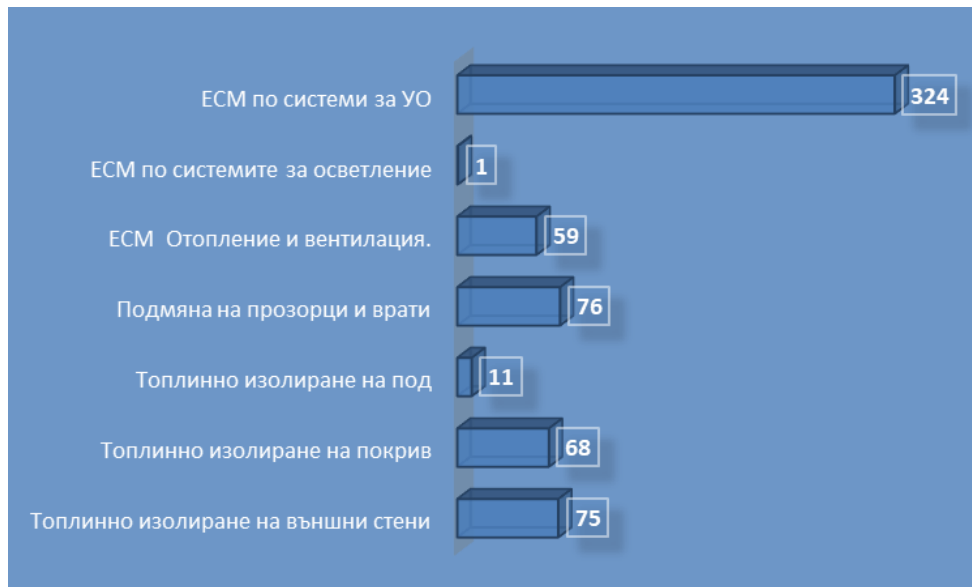 ЕСМ по системи за УО
324
ЕСМ по системите за осветление
1
ЕСМ Отопление и вентилация.
59
Подмяна на прозорци и врати
76
Топлинно изолиране на под
11
Топлинно изолиране на покрив
68
Топлинно изолиране на външни стени
75